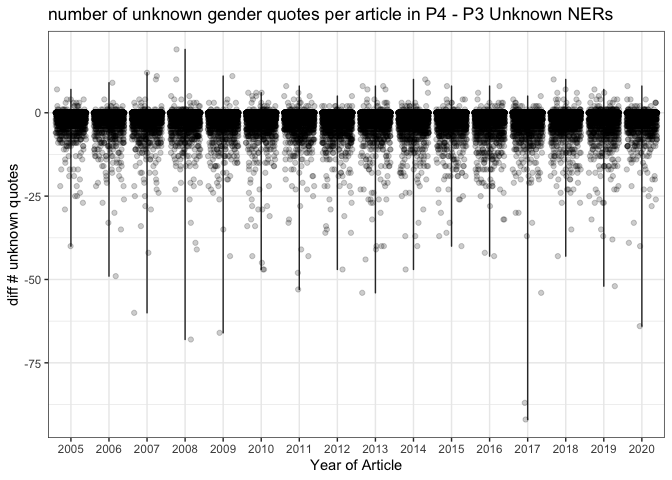 number of unknown gender quotes per article in P4 - P3 Unknown NERs
diff # unknown quotes
0
-25
-50
-75
2005 2006 2007 2008 2009 2010 2011 2012 2013 2014 2015 2016 2017 2018 2019 2020
Year of Article